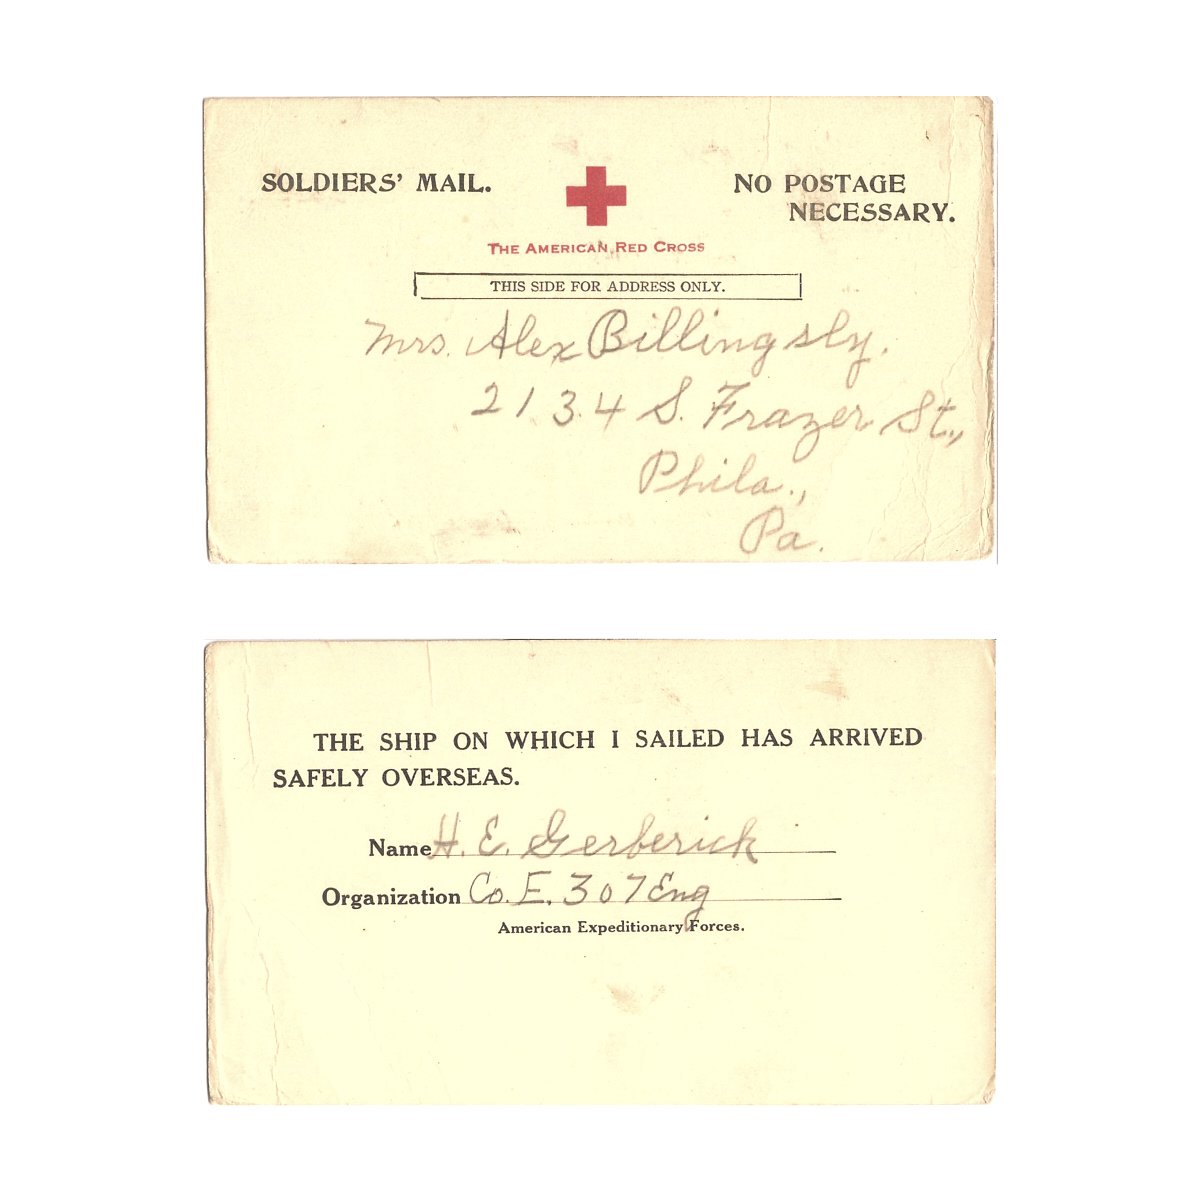 SOLDIERS' MAIL.
NO POSTAGE
NECESSARY.
THE AMERICAN RED CROSS
THIS SIDE FOR ADDRESS ONLY.
Mrs. Alex Billingsly.
2134 S. Frazer St.,
Phila.,
Pa.
THE SHIP ON WHICH I SAILED HAS ARRIVED
SAFELY OVERSEAS.
Name H. E. Gerberick
Organization Co. E. 307 Eng
American Expeditionary Forces.